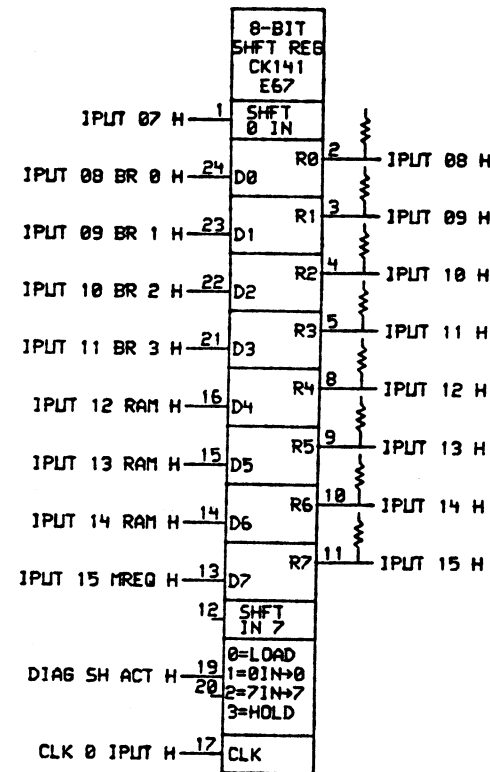 8-BIT
SHFT REG
CK141
E67
IPUT 07 H 1 SHFT
0 IN
R0 2 IPUT 08 H
IPUT 08 BR 0 H 24 D0
R1 3 IPUT 09 H
IPUT 09 BR 1 H 23 D1
R2 4 IPUT 10 H
IPUT 10 BR 2 H 22 D2
R3 5 IPUT 11 H
IPUT 11 BR 3 H 21 D3
R4 8 IPUT 12 H
IPUT 12 RAM H 16 D4
R5 9 IPUT 13 H
IPUT 13 RAM H 15 D5
R6 10 IPUT 14 H
IPUT 14 RAM H 14 D6
R7 11 IPUT 15 H
IPUT 15 MREQ H 13 D7
12 SHFT
IN 7
0=LOAD
DIAG SH ACT H 19 1=0IN→0
20 2=7IN→7
3=HOLD
CLK 0 IPUT H 17 CLK